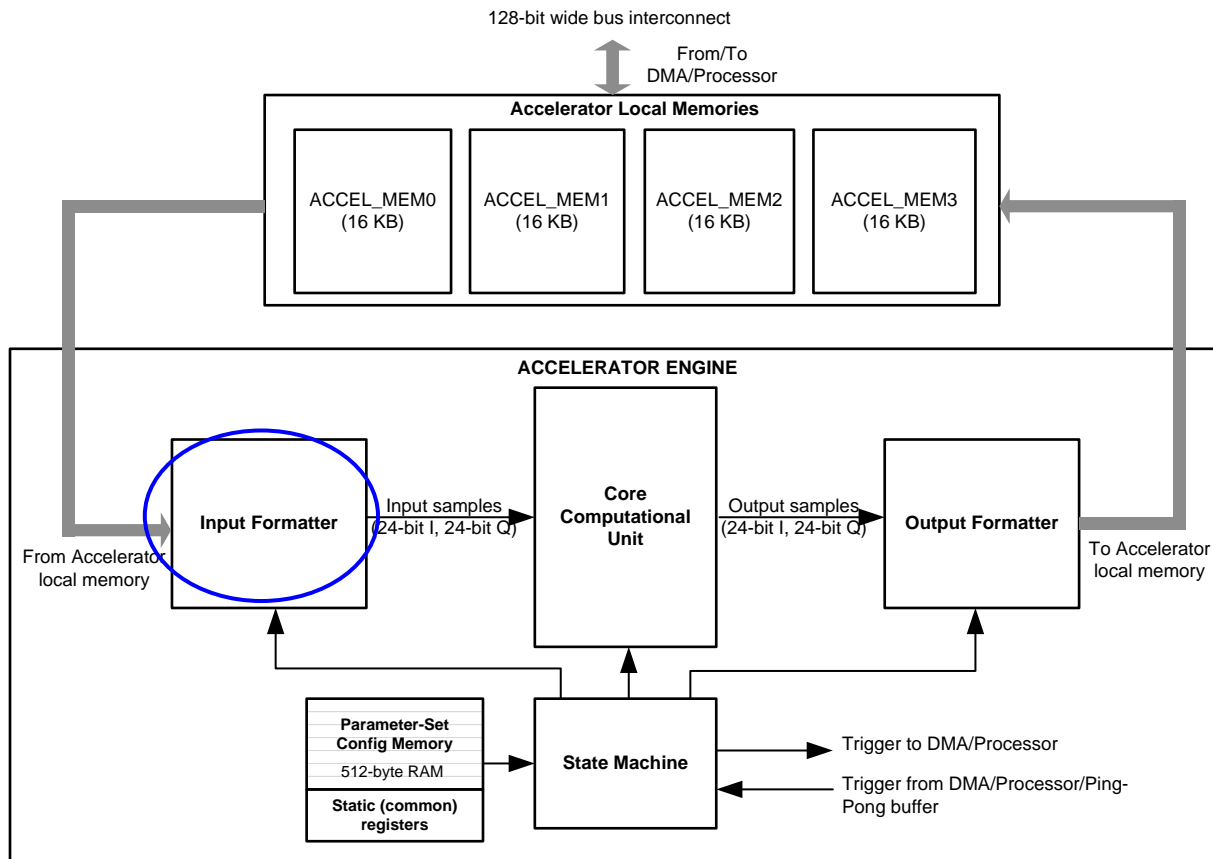 128-bit wide bus interconnect
From/To
DMA/Processor
Accelerator Local Memories
ACCEL_MEM0
(16 KB)
ACCEL_MEM1
(16 KB)
ACCEL_MEM2
(16 KB)
ACCEL_MEM3
(16 KB)
ACCELERATOR ENGINE
Input Formatter
Input samples
(24-bit I, 24-bit Q)
Core
Computational
Unit
Output samples
(24-bit I, 24-bit Q)
Output Formatter
From Accelerator
local memory
To Accelerator
local memory
Parameter-Set
Config Memory
512-byte RAM
Static (common)
registers
State Machine
Trigger to DMA/Processor
Trigger from DMA/Processor/Ping-
Pong buffer